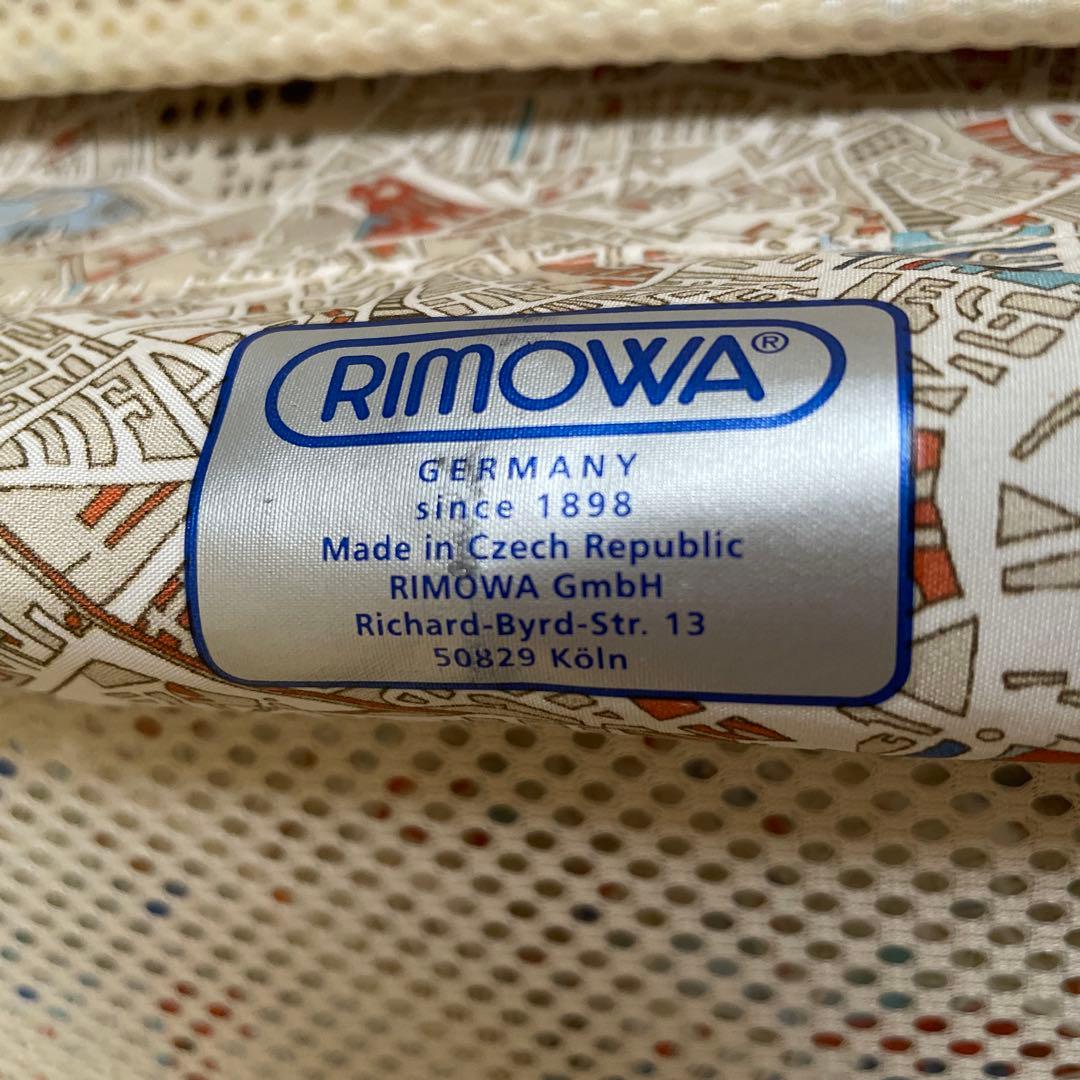 RIMOWA®
GERMANY
since 1898
Made in Czech Republic
RIMOWA GmbH
Richard-Byrd-Str. 13
50829 Köln